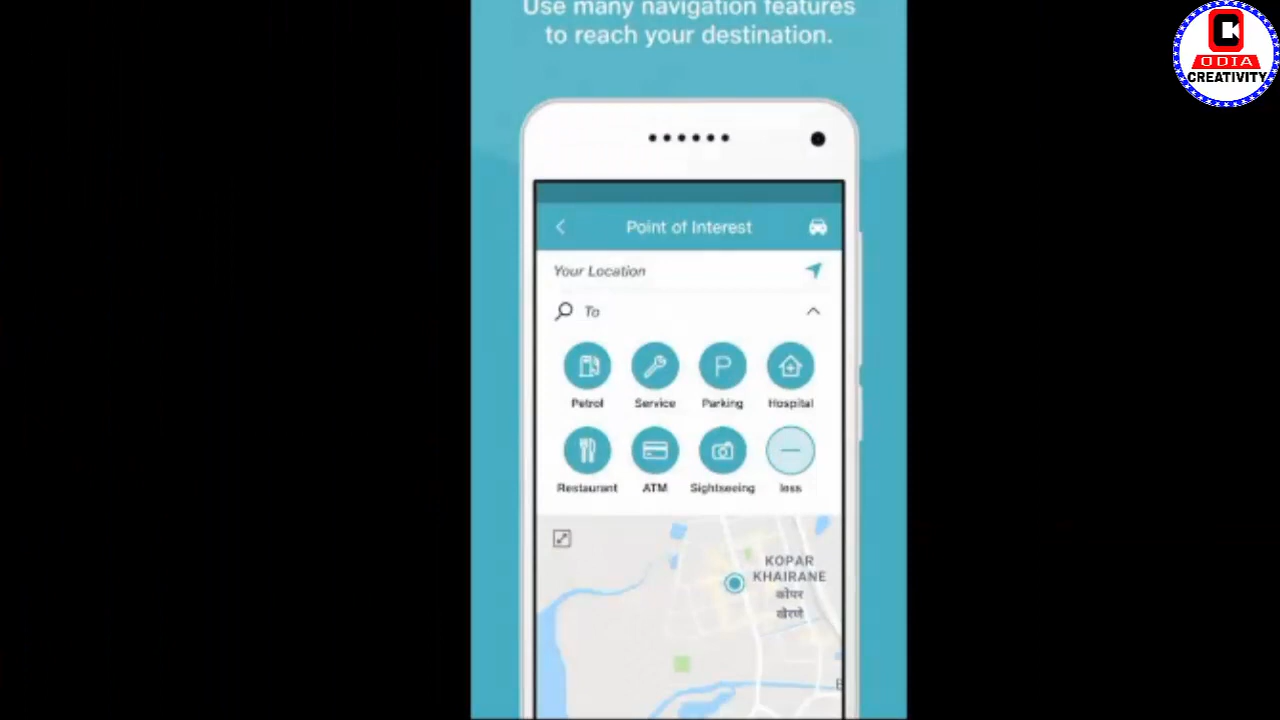 Use many navigation features
to reach your destination.
C
ODIA
CREATIVITY
Point of Interest
Your Location
To
P
Petrol Service Parking Hospital
Restaurant ATM Sightseeing less
KOPAR
KHAIRANE
कोपर
खैरणे